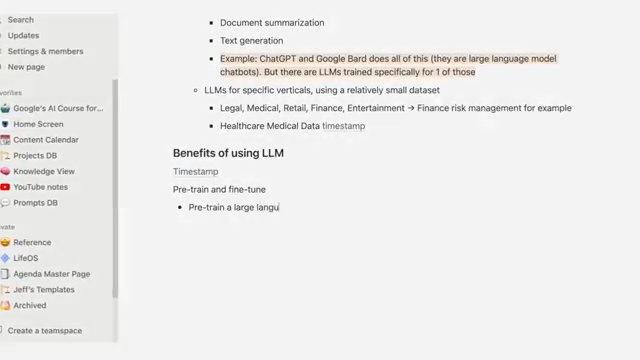 Search
Updates
Settings & members
New page
vorites
Google's AI Course for...
Home Screen
Content Calendar
Projects DB
Knowledge View
YouTube notes
Prompts DB
ivate
Reference
LifeOS
Agenda Master Page
Jeff's Templates
Archived
Create a teamspace
Document summarization
Text generation
Example: ChatGPT and Google Bard does all of this (they are large language model
chatbots). But there are LLMs trained specifically for 1 of those
LLMs for specific verticals, using a relatively small dataset
Legal, Medical, Retail, Finance, Entertainment → Finance risk management for example
Healthcare Medical Data timestamp
Benefits of using LLM
Timestamp
Pre-train and fine-tune
Pre-train a large langu